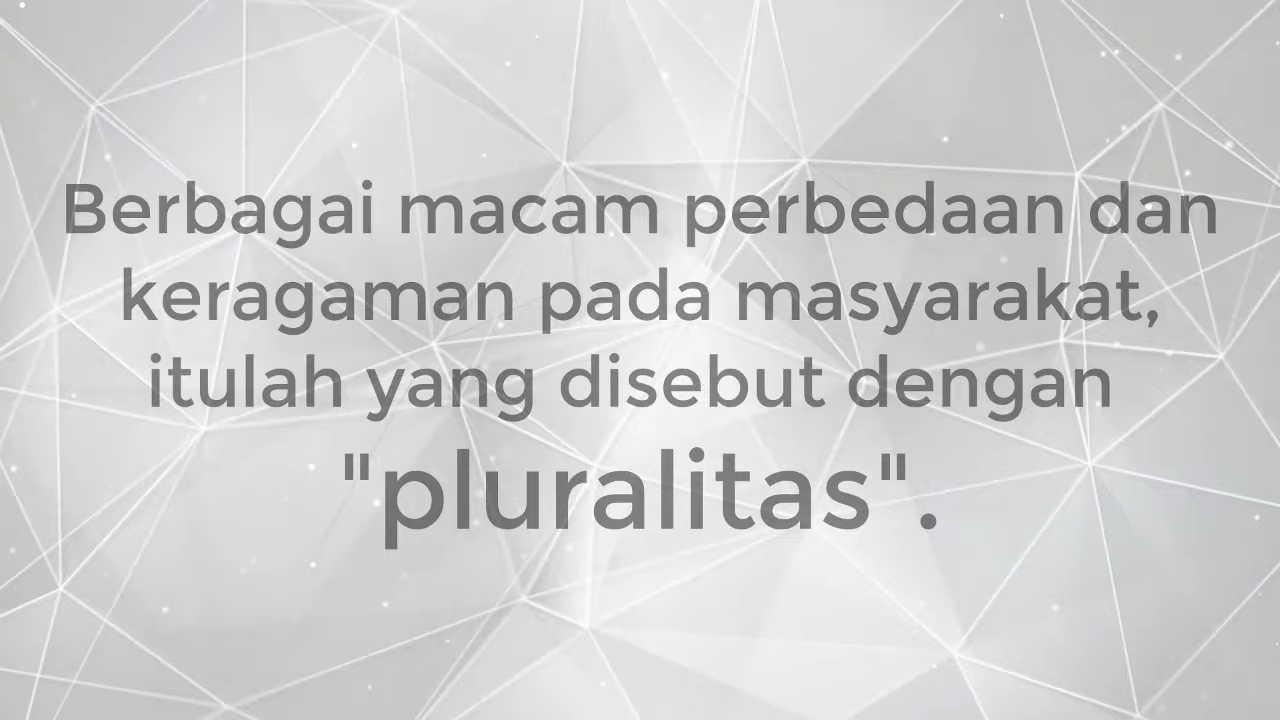 Berbagai macam perbedaan dan
keragaman pada masyarakat,
itulah yang disebut dengan
"pluralitas".